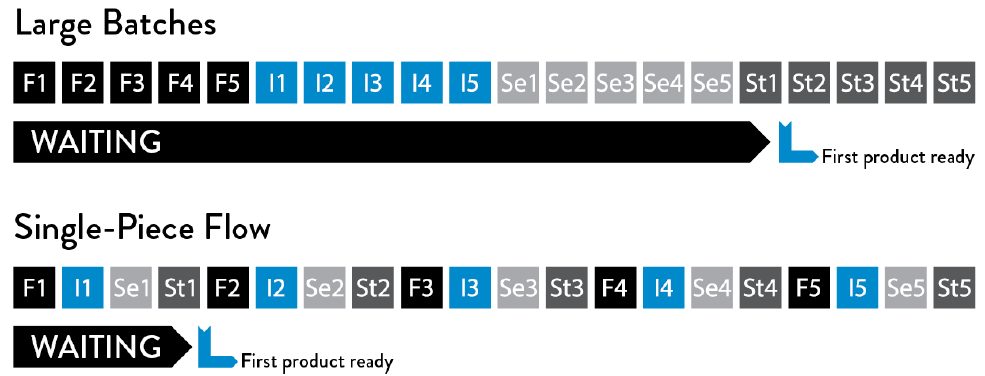 Large Batches
F1 F2 F3 F4 F5 I1 I2 I3 I4 I5 Se1 Se2 Se3 Se4 Se5 St1 St2 St3 St4 St5
WAITING
First product ready
Single-Piece Flow
F1 I1 Se1 St1 F2 I2 Se2 St2 F3 I3 Se3 St3 F4 I4 Se4 St4 F5 I5 Se5 St5
WAITING
First product ready